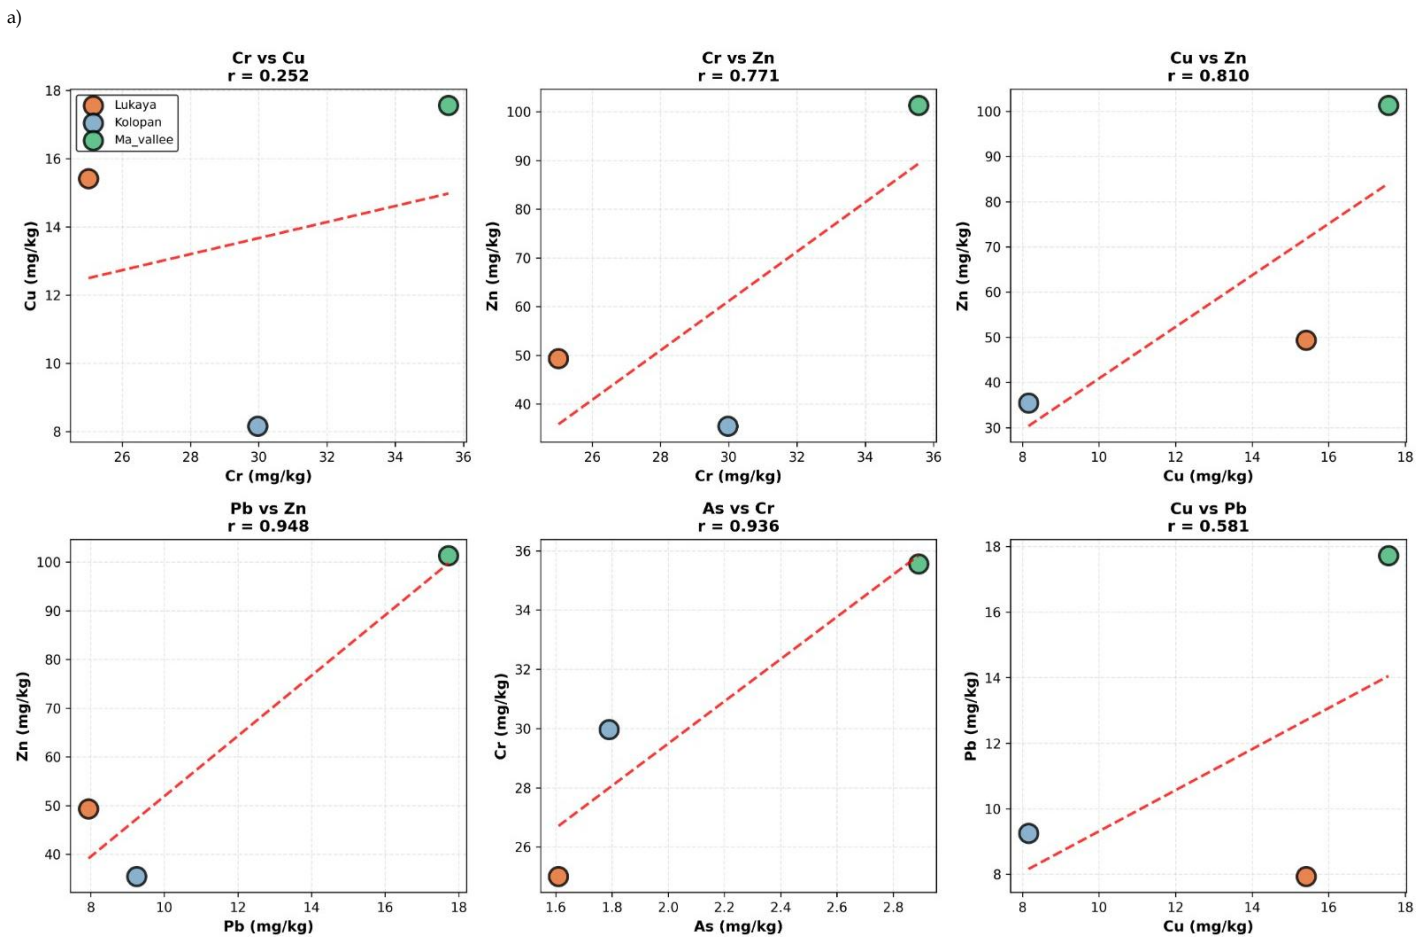 a)
Cr vs Cu
r = 0.252
Cu (mg/kg)
18
16
14
12
10
8
Lukaya
Kolopan
Ma_vallee
26
28
30
32
34
36
Cr (mg/kg)
Cr vs Zn
r = 0.771
Zn (mg/kg)
100
90
80
70
60
50
40
26
28
30
32
34
36
Cr (mg/kg)
Cu vs Zn
r = 0.810
Zn (mg/kg)
100
90
80
70
60
50
40
30
8
10
12
14
16
18
Cu (mg/kg)
Pb vs Zn
r = 0.948
Zn (mg/kg)
100
90
80
70
60
50
40
8
10
12
14
16
18
Pb (mg/kg)
As vs Cr
r = 0.936
Cr (mg/kg)
36
34
32
30
28
26
1.6
1.8
2.0
2.2
2.4
2.6
2.8
As (mg/kg)
Cu vs Pb
r = 0.581
Pb (mg/kg)
18
16
14
12
10
8
8
10
12
14
16
18
Cu (mg/kg)